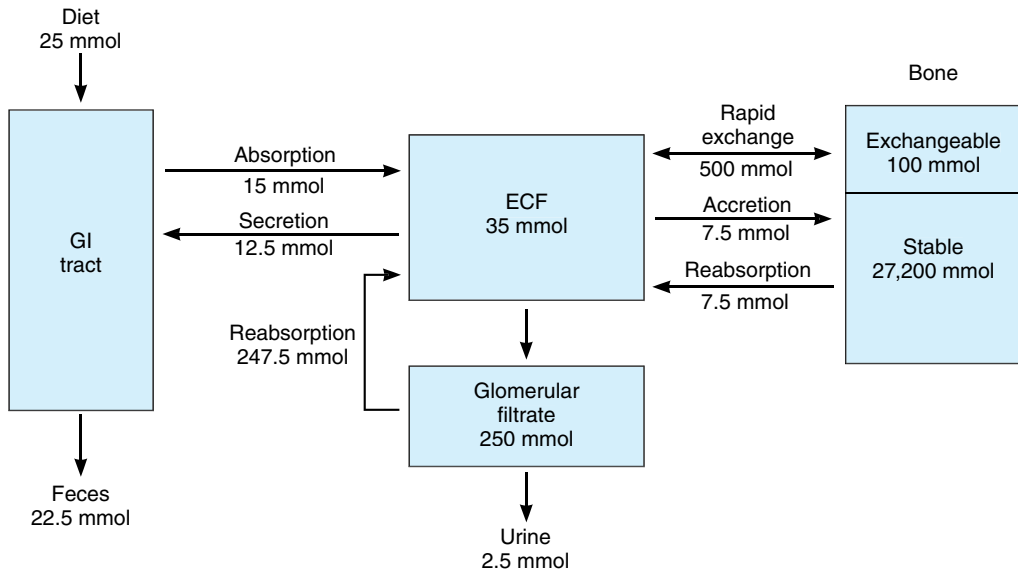 Diet
25 mmol
GI
tract
Feces
22.5 mmol
Absorption
15 mmol
Secretion
12.5 mmol
Reabsorption
247.5 mmol
ECF
35 mmol
Glomerular
filtrate
250 mmol
Urine
2.5 mmol
Rapid
exchange
500 mmol
Accretion
7.5 mmol
Reabsorption
7.5 mmol
Bone
Exchangeable
100 mmol
Stable
27,200 mmol